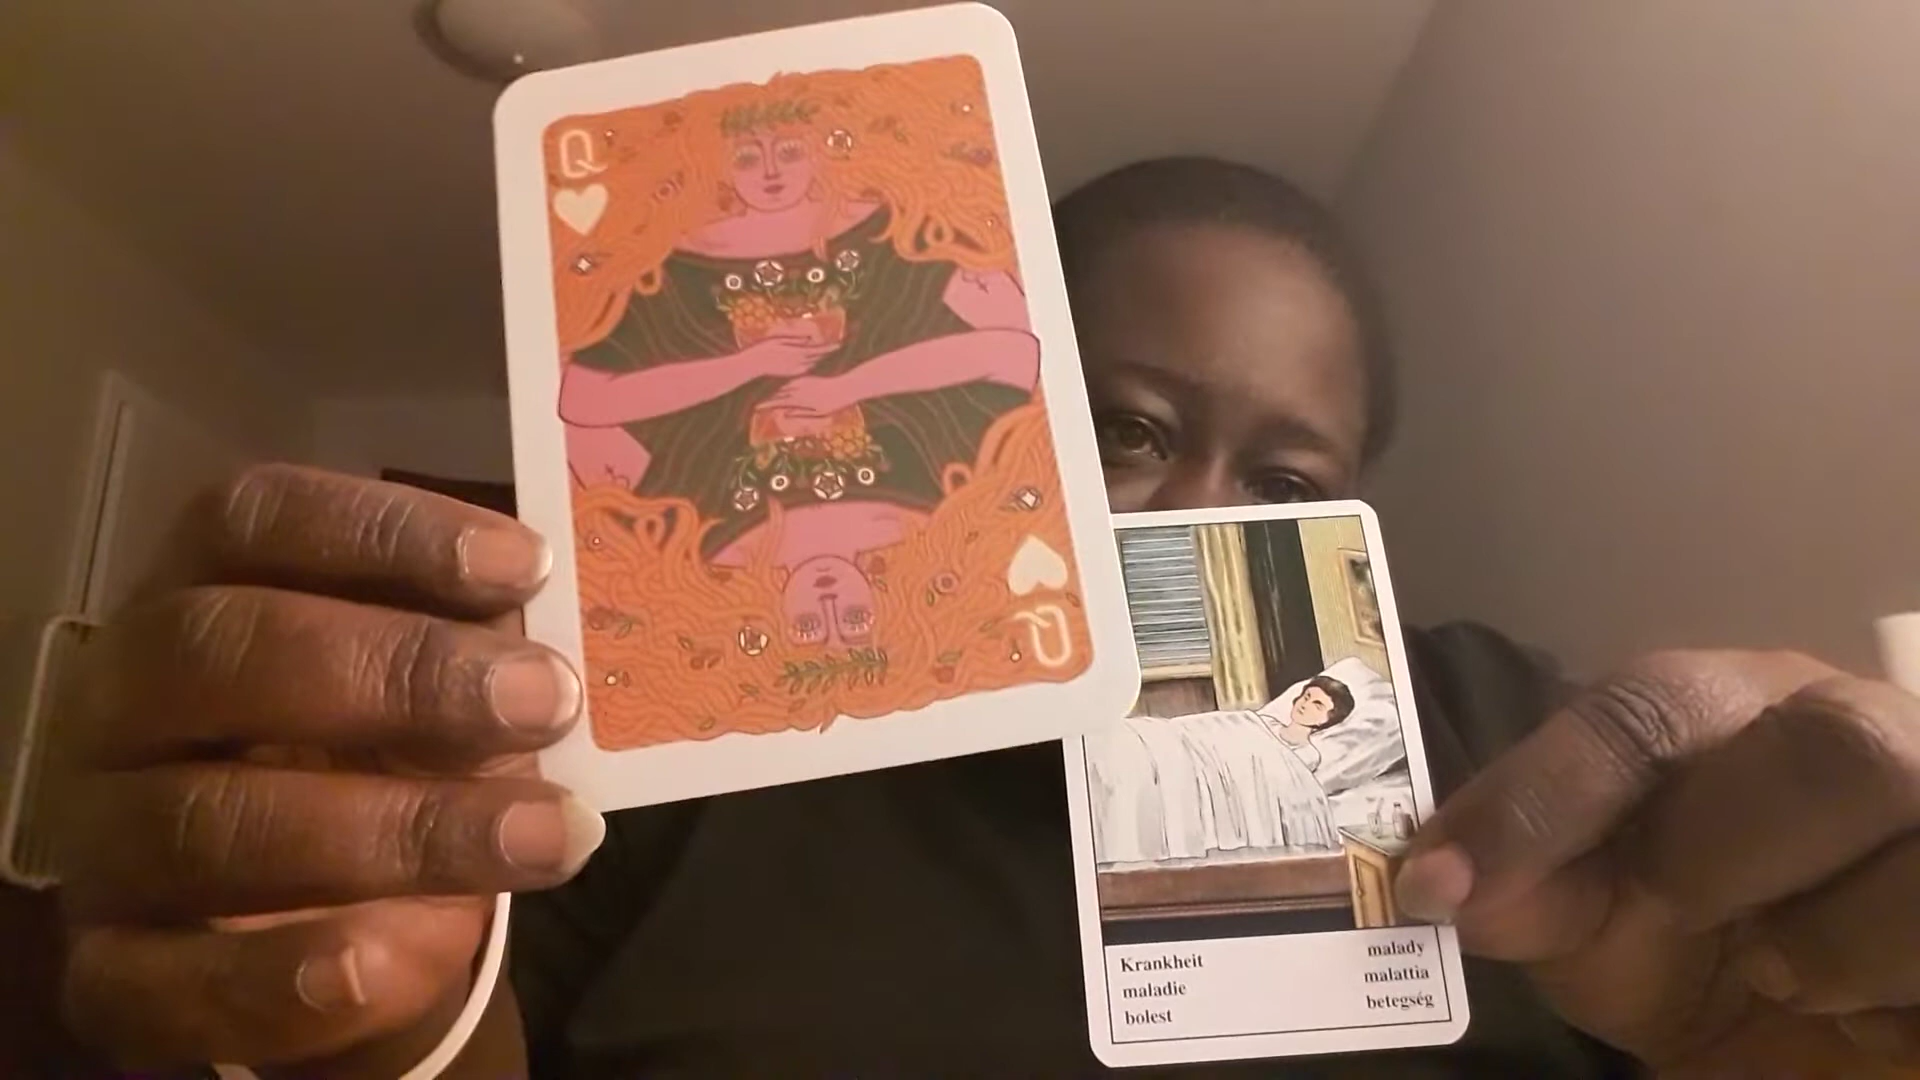 Q
Q
Krankheit
maladie
bolest
malady
malattia
betegség